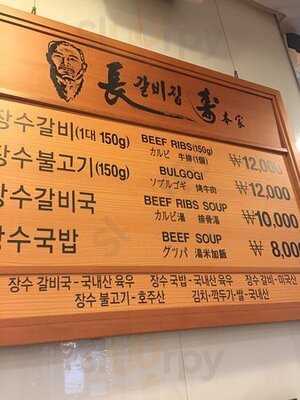 長갈비집 壽 本家
장수갈비(1대 150g) BEEF RIBS(150g) ₩12,000
カルビ 牛排(1個)
장수불고기(150g) BULGOGI ₩12,000
ソブルゴギ 烤牛肉
장수갈비국 BEEF RIBS SOUP ₩10,000
カルビ湯 排骨湯
장수국밥 BEEF SOUP ₩ 8,000
クツパ 湯米加飯
장수 갈비국-국내산 육우 장수 국밥-국내산 육우 장수 갈비-미국산
장수 불고기-호주산 김치·깍두기·쌀-국내산